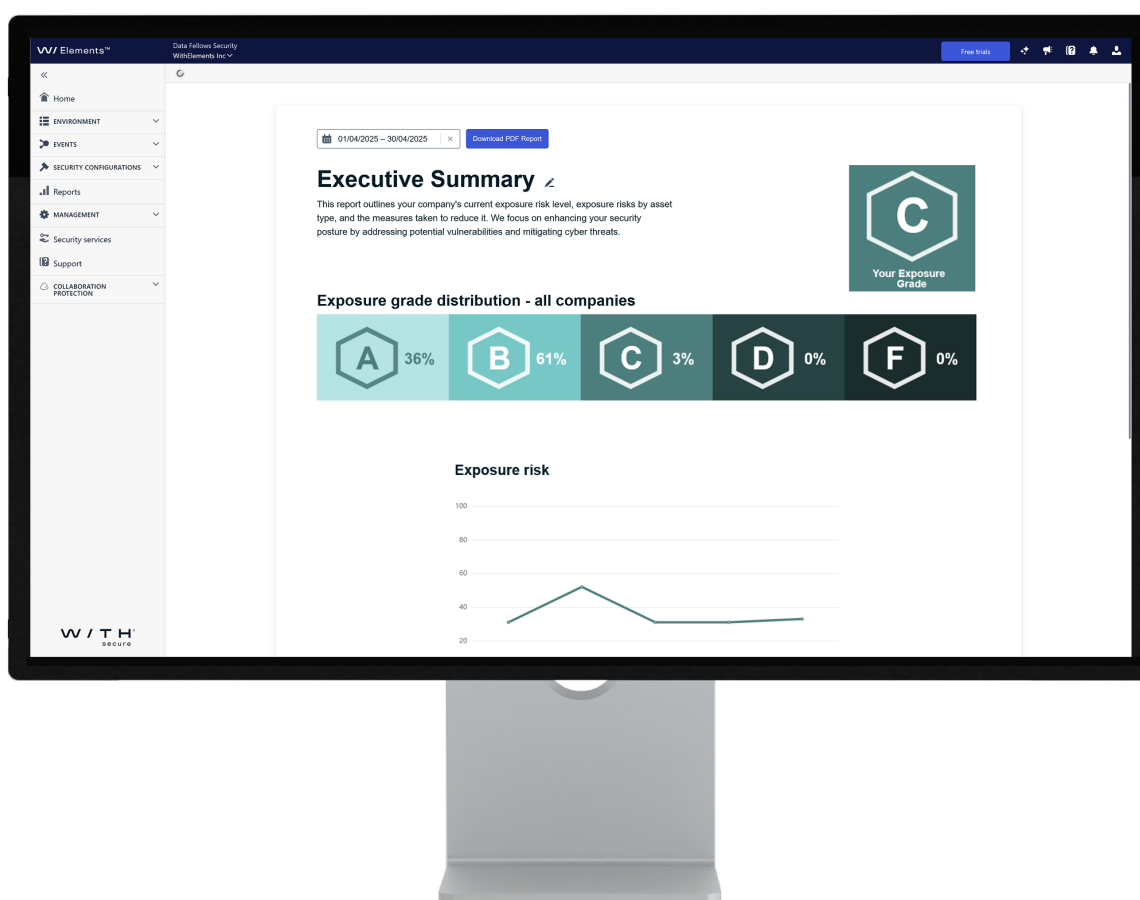 W/ Elements™
Data Fellows Security
WithElements Inc
Free trials
Home
ENVIRONMENT
EVENTS
SECURITY CONFIGURATIONS
Reports
MANAGEMENT
Security services
Support
COLLABORATION
PROTECTION
W / T H
secure
01/04/2025 – 30/04/2025
Download PDF Report
Executive Summary
This report outlines your company's current exposure risk level, exposure risks by asset
type, and the measures taken to reduce it. We focus on enhancing your security
posture by addressing potential vulnerabilities and mitigating cyber threats.
C
Your Exposure
Grade
Exposure grade distribution - all companies
A 36% B 61% C 3% D 0% F 0%
Exposure risk
100
80
60
40
20